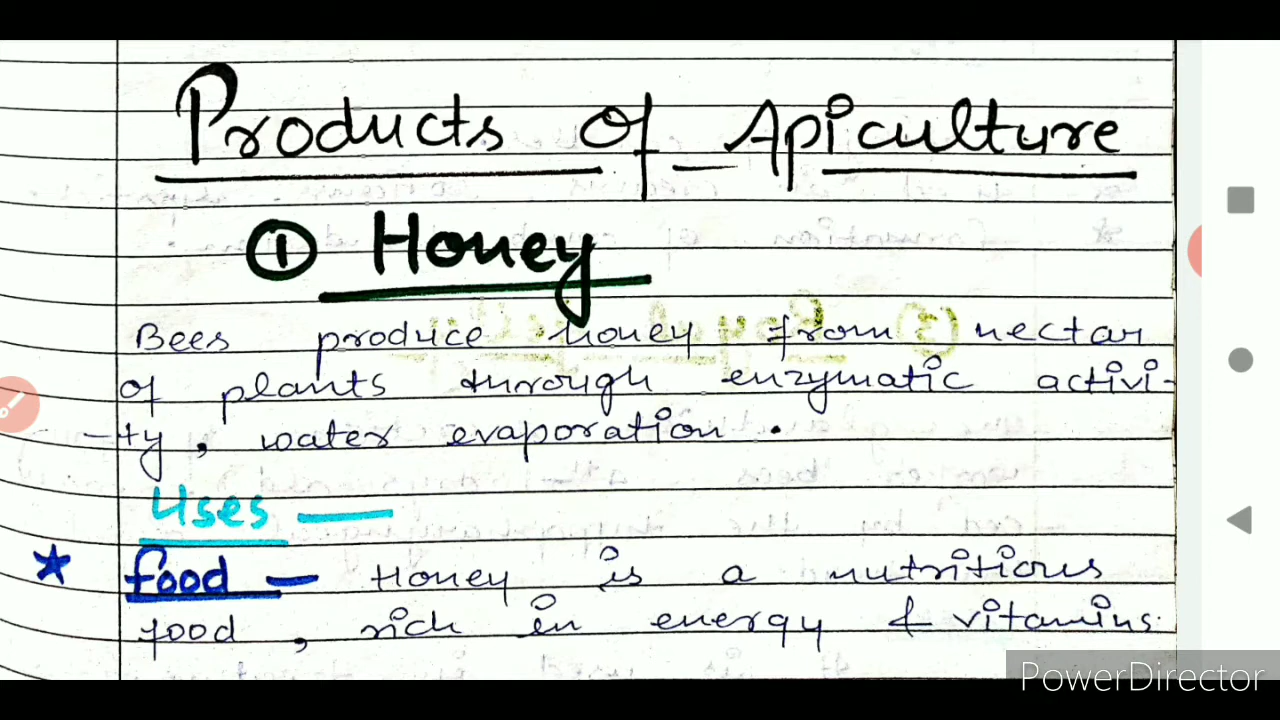 Products of Apiculture
① Honey
Bees produce honey from nectar
of plants through enzymatic activi-
-ty, water evaporation.
Uses —
★ food — Honey is a nutritious
food, rich in energy & vitamins.
PowerDirector